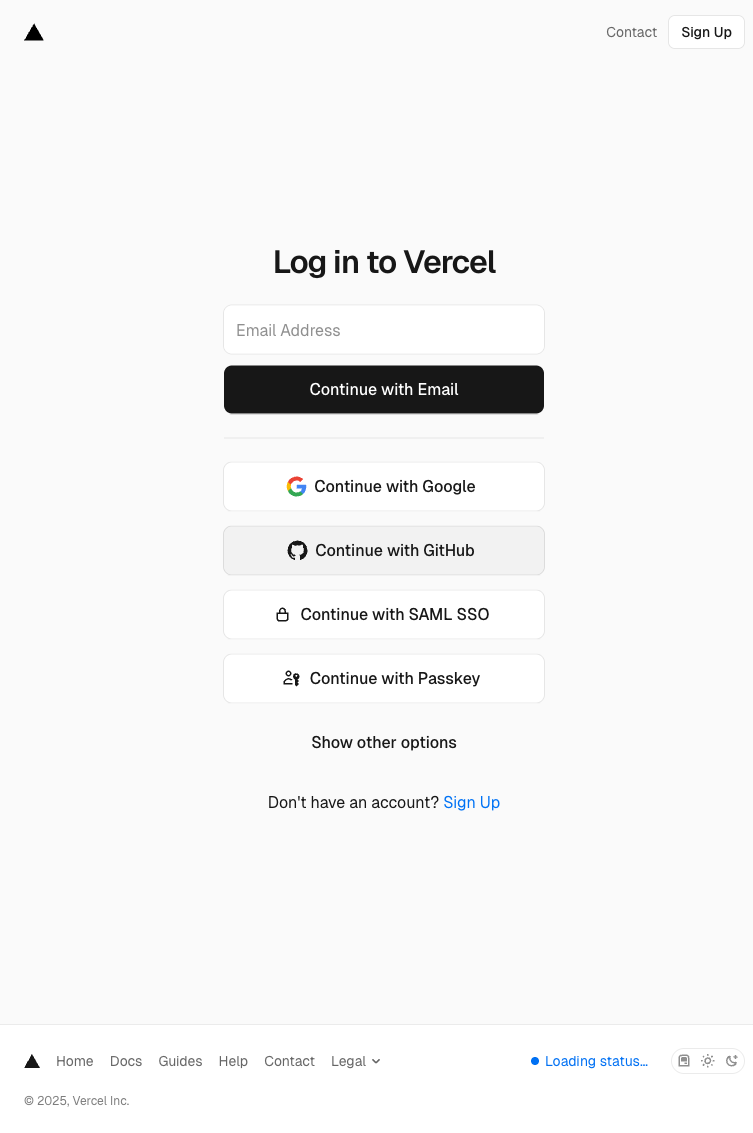 Contact Sign Up
Log in to Vercel
Email Address
Continue with Email
Continue with Google
Continue with GitHub
Continue with SAML SSO
Continue with Passkey
Show other options
Don't have an account? Sign Up
Home Docs Guides Help Contact Legal Loading status...
© 2025, Vercel Inc.